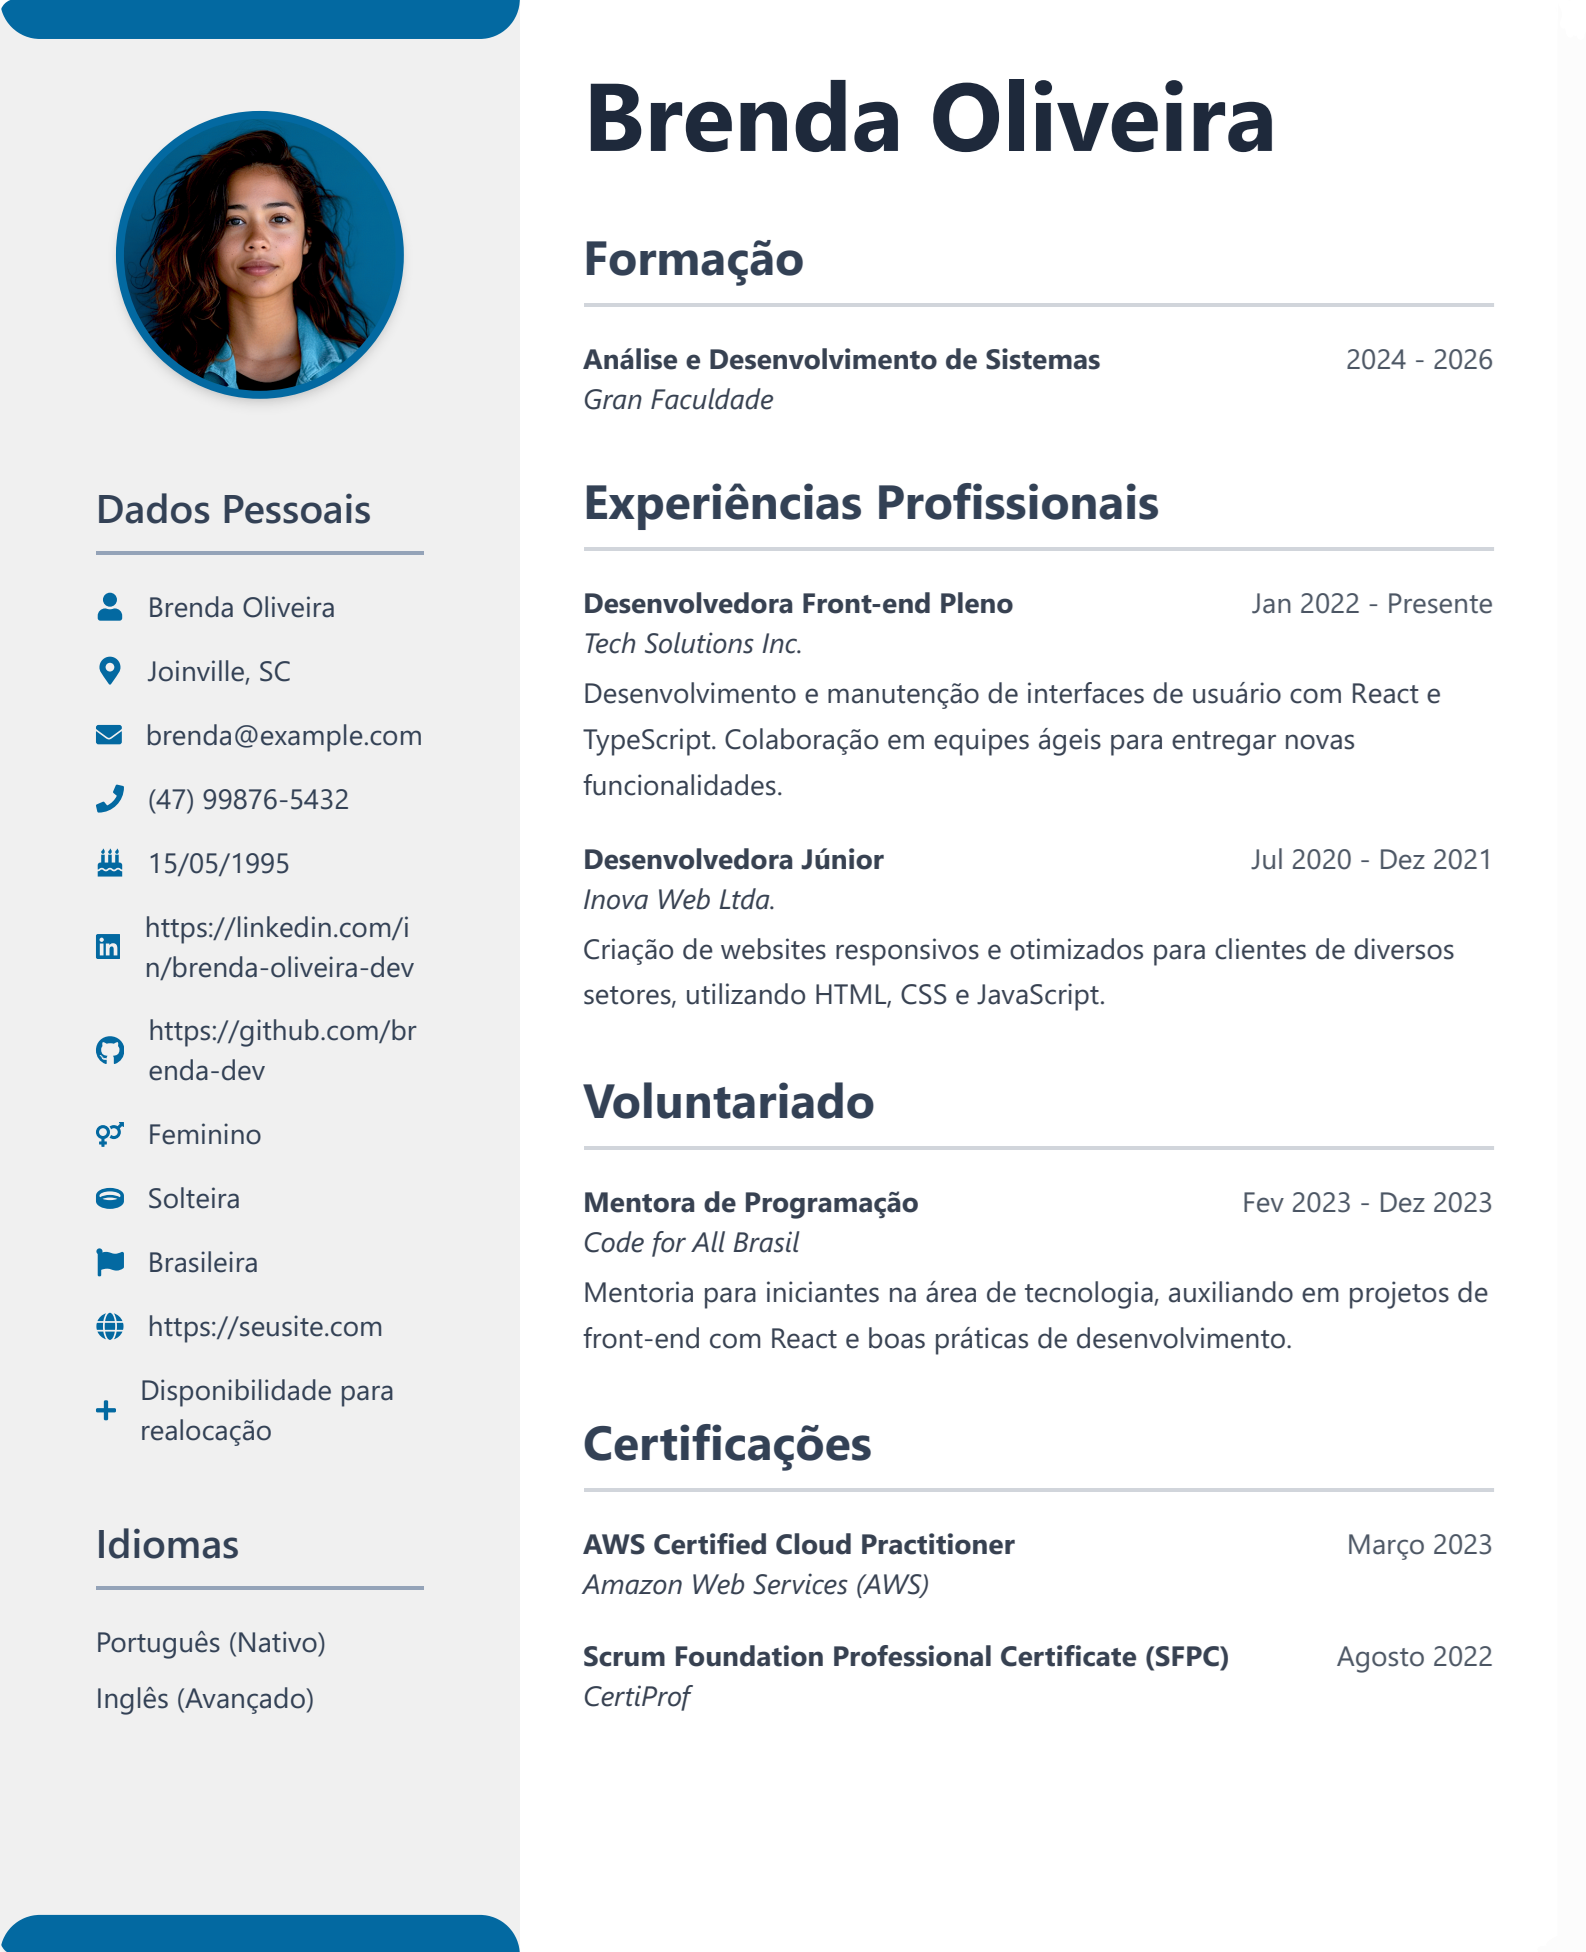 Brenda Oliveira
Dados Pessoais
Brenda Oliveira
Joinville, SC
brenda@example.com
(47) 99876-5432
15/05/1995
https://linkedin.com/i
n/brenda-oliveira-dev
https://github.com/br
enda-dev
Feminino
Solteira
Brasileira
https://seusite.com
Disponibilidade para
realocação
Idiomas
Português (Nativo)
Inglês (Avançado)
Formação
Análise e Desenvolvimento de Sistemas 2024 - 2026
Gran Faculdade
Experiências Profissionais
Desenvolvedora Front-end Pleno Jan 2022 - Presente
Tech Solutions Inc.
Desenvolvimento e manutenção de interfaces de usuário com React e
TypeScript. Colaboração em equipes ágeis para entregar novas
funcionalidades.
Desenvolvedora Júnior Jul 2020 - Dez 2021
Inova Web Ltda.
Criação de websites responsivos e otimizados para clientes de diversos
setores, utilizando HTML, CSS e JavaScript.
Voluntariado
Mentora de Programação Fev 2023 - Dez 2023
Code for All Brasil
Mentoria para iniciantes na área de tecnologia, auxiliando em projetos de
front-end com React e boas práticas de desenvolvimento.
Certificações
AWS Certified Cloud Practitioner Março 2023
Amazon Web Services (AWS)
Scrum Foundation Professional Certificate (SFPC) Agosto 2022
CertiProf